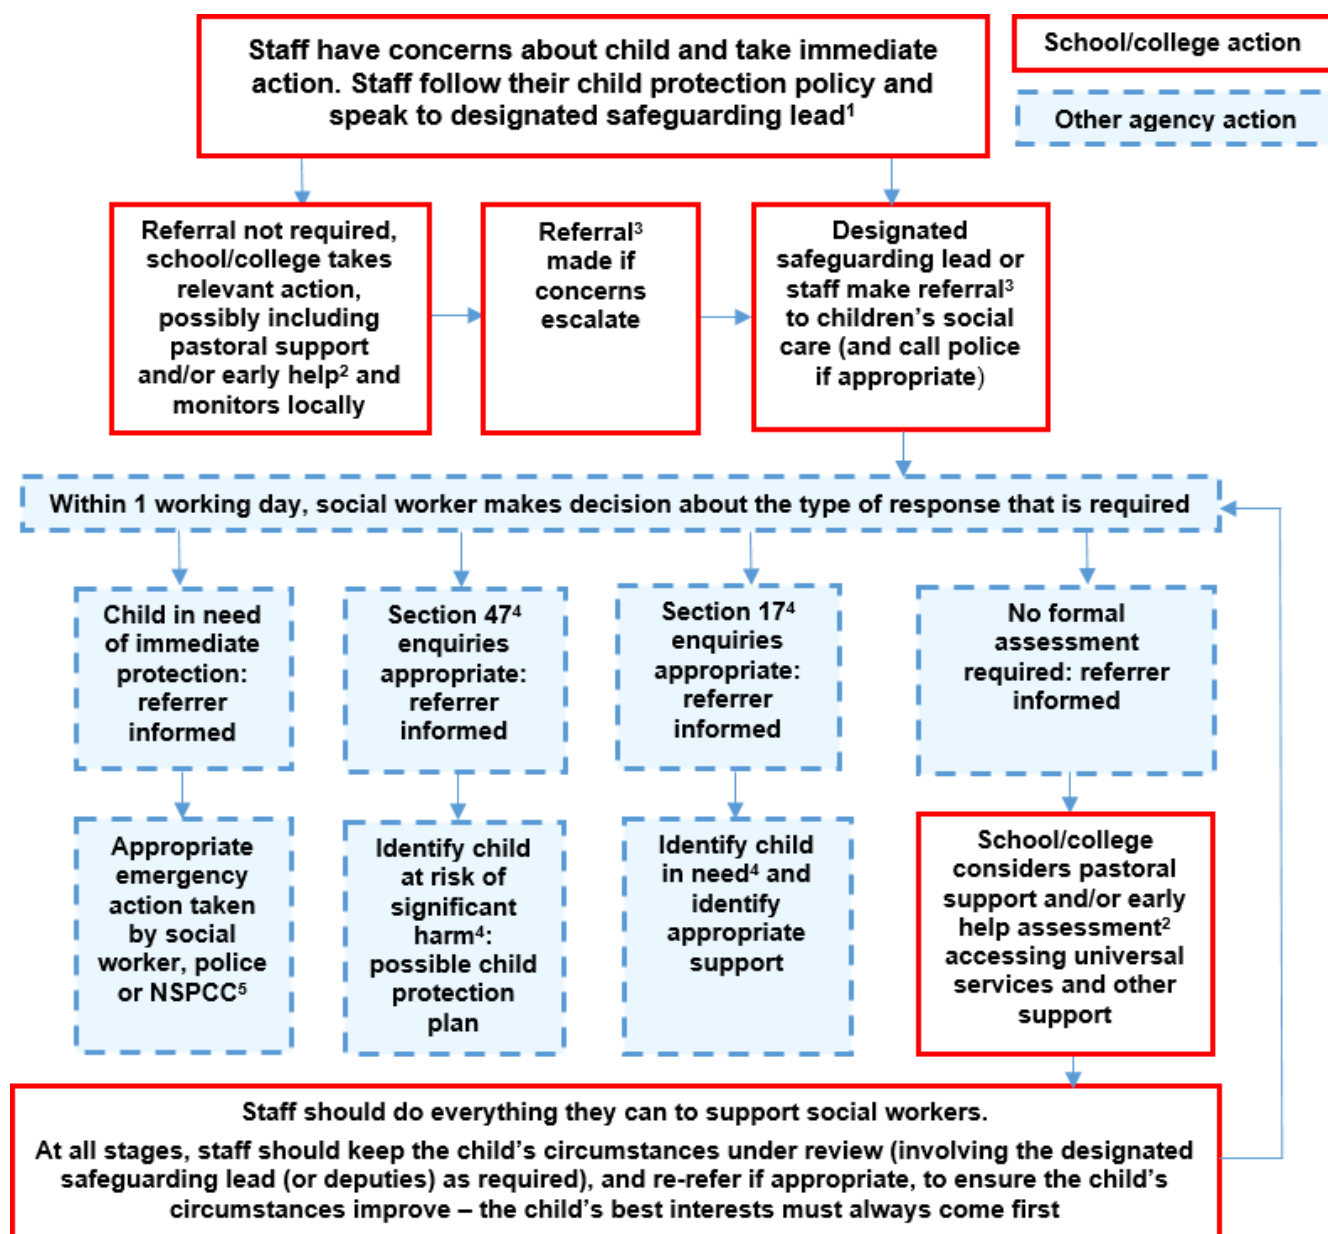 Staff have concerns about child and take immediate
action. Staff follow their child protection policy and
speak to designated safeguarding lead¹
School/college action
Other agency action
Referral not required,
school/college takes
relevant action,
possibly including
pastoral support
and/or early help² and
monitors locally
Referral³
made if
concerns
escalate
Designated
safeguarding lead or
staff make referral³
to children’s social
care (and call police
if appropriate)
Within 1 working day, social worker makes decision about the type of response that is required
Child in need
of immediate
protection:
referrer
informed
Section 47⁴
enquiries
appropriate:
referrer
informed
Section 17⁴
enquiries
appropriate:
referrer
informed
No formal
assessment
required: referrer
informed
Appropriate
emergency
action taken
by social
worker, police
or NSPCC⁵
Identify child
at risk of
significant
harm⁴:
possible child
protection
plan
Identify child
in need⁴ and
identify
appropriate
support
School/college
considers pastoral
support and/or early
help assessment²
accessing universal
services and other
support
Staff should do everything they can to support social workers.
At all stages, staff should keep the child’s circumstances under review (involving the designated
safeguarding lead (or deputies) as required), and re-refer if appropriate, to ensure the child’s
circumstances improve – the child’s best interests must always come first